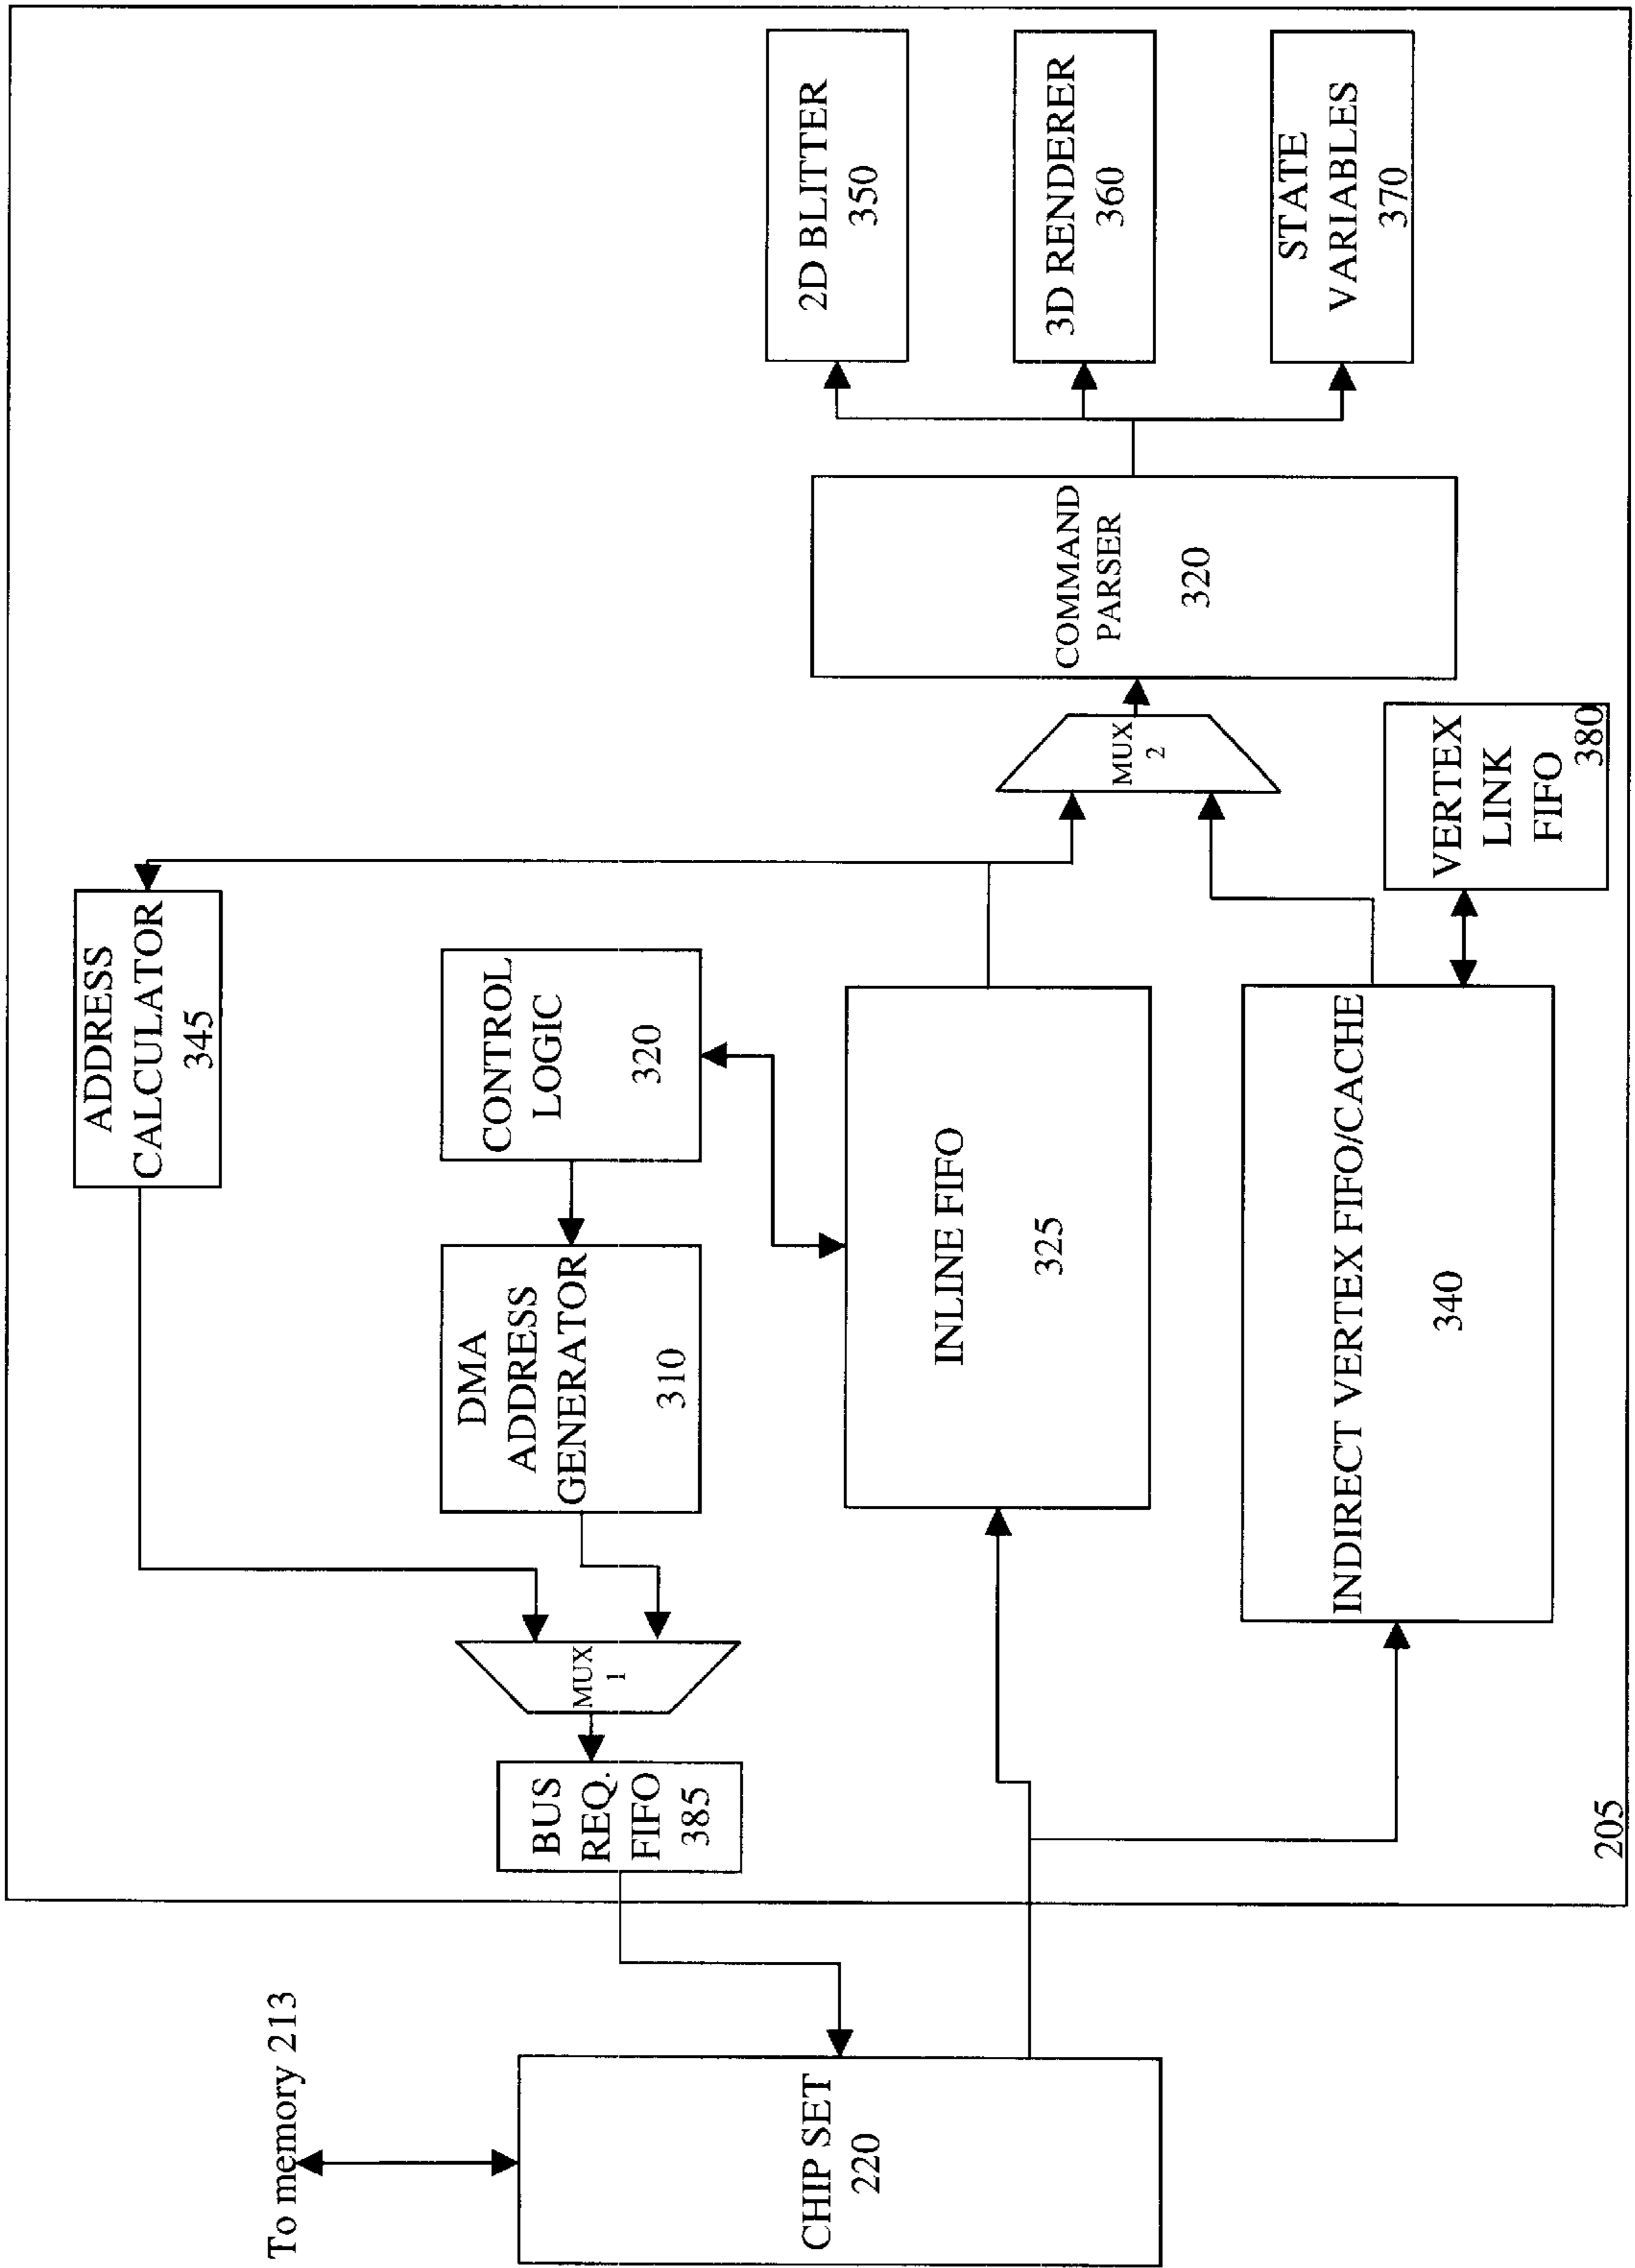 To memory 213
CHIP SET
220
BUS
REQ.
FIFO
385
MUX
1
DMA
ADDRESS
GENERATOR
310
CONTROL
LOGIC
320
ADDRESS
CALCULATOR
345
INLINE FIFO
325
INDIRECT VERTEX FIFO/CACHE
340
VERTEX
LINK
FIFO
380
MUX
2
COMMAND
PARSER
320
2D BLITTER
350
3D RENDERER
360
STATE
VARIABLES
370
205